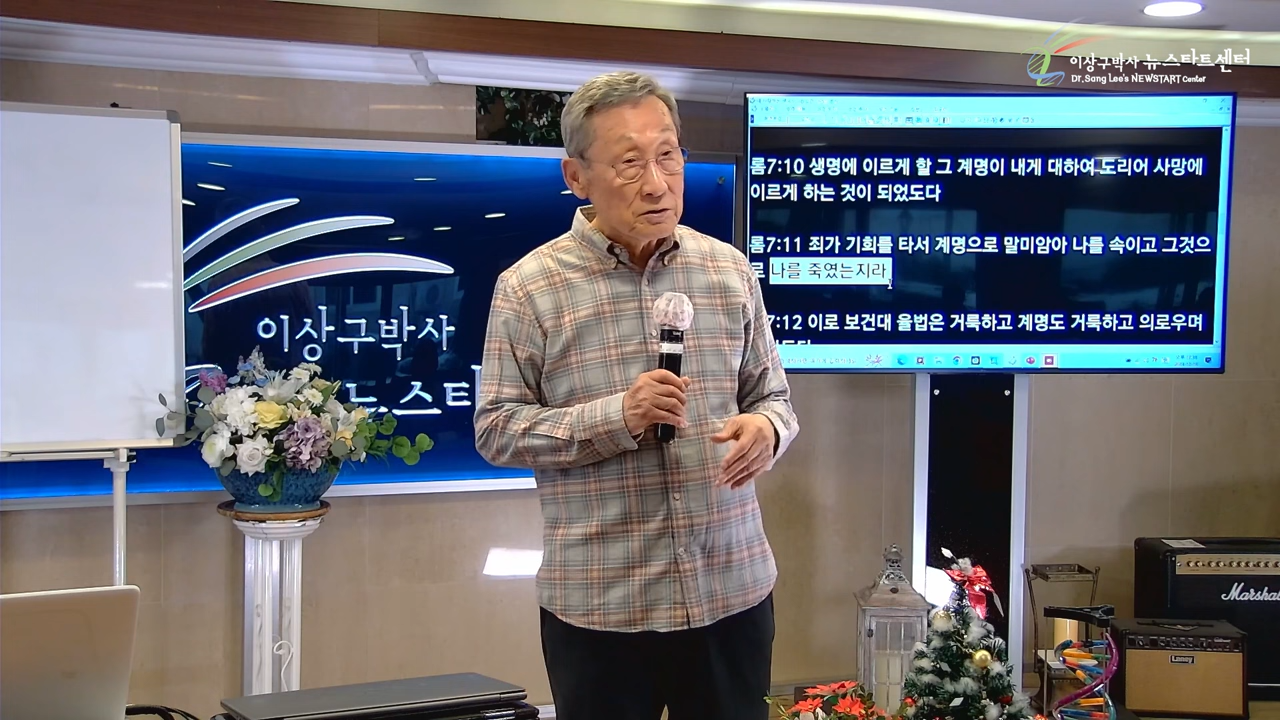 이상구박사 뉴스타트센터
Dr. Sang Lee's NEWSTART Center
롬7:10 생명에 이르게 할 그 계명이 내게 대하여 도리어 사망에
이르게 하는 것이 되었도다
롬7:11 죄가 기회를 타서 계명으로 말미암아 나를 속이고 그것으
로 나를 죽였는지라
7:12 이로 보건대 율법은 거룩하고 계명도 거룩하고 의로우며
이상구박사
뉴스타
Marshall
Laney